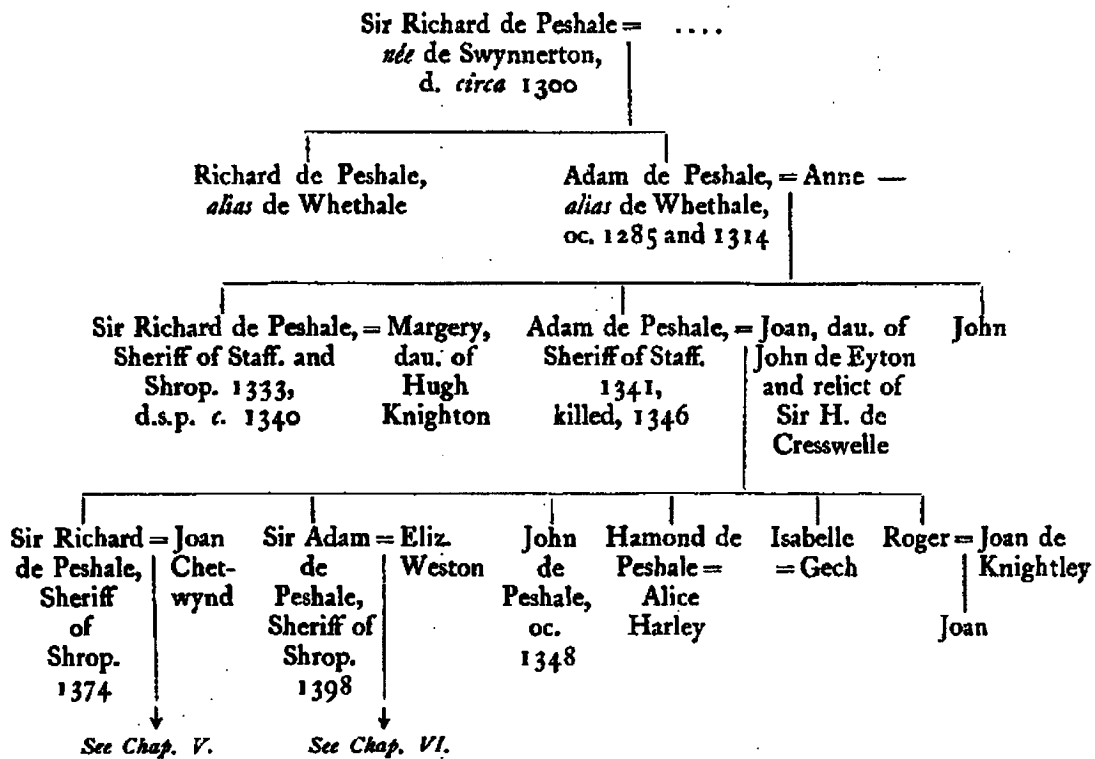 Sir Richard de Peshale = ....
née de Swynnerton,
d. circa 1300
Richard de Peshale,
alias de Whethale
Adam de Peshale, = Anne —
alias de Whethale,
oc. 1285 and 1314
Sir Richard de Peshale, = Margery,
Sheriff of Staff. and
Shrop. 1333,
d.s.p. c. 1340
dau. of
Hugh
Knighton
Adam de Peshale, = Joan, dau. of
Sheriff of Staff.
1341,
killed, 1346
John de Eyton
and relict of
Sir H. de
Cresswelle
John
Sir Richard = Joan
de Peshale,
Sheriff
of
Shrop.
1374
Chet-
wynd
See Chap. V.
Sir Adam = Eliz.
de
Peshale,
Sheriff of
Shrop.
1398
Weston
See Chap. VI.
John
de
Peshale,
oc.
1348
Hamond de
Peshale =
Alice
Harley
Isabelle
= Gech
Roger = Joan de
Knightley
Joan